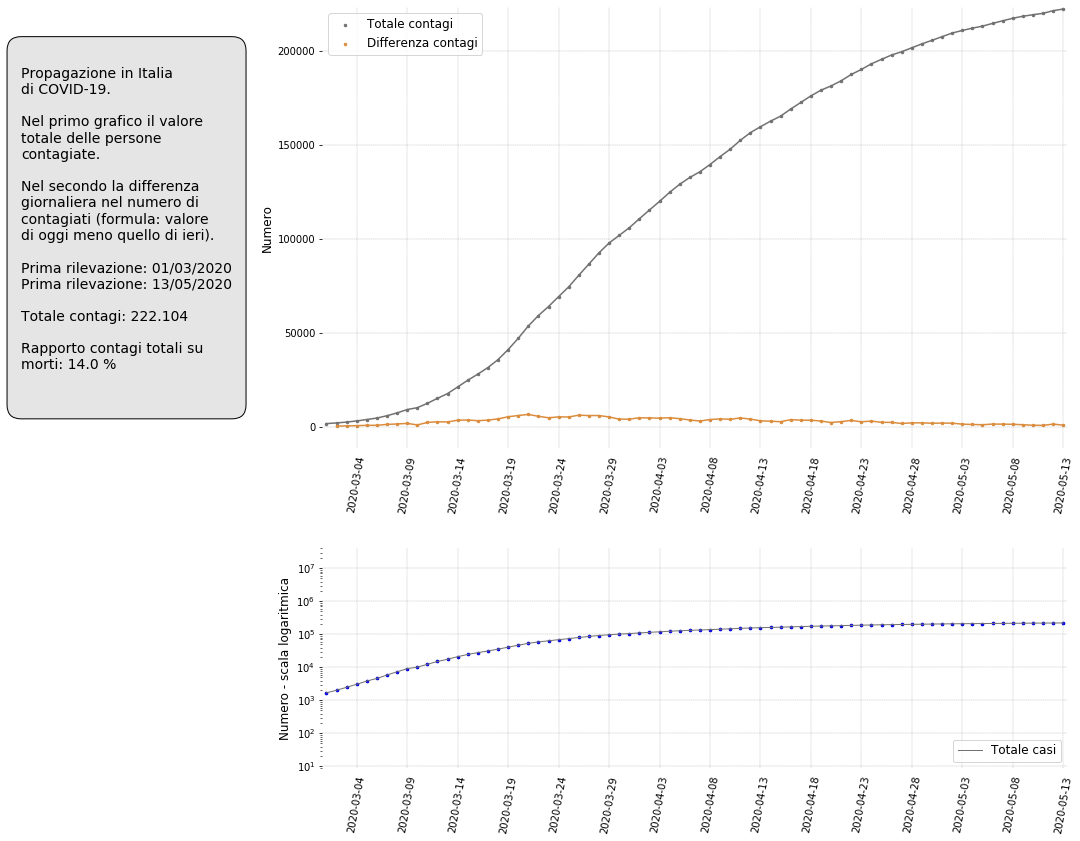 Propagazione in Italia
di COVID-19.
Nel primo grafico il valore
totale delle persone
contagiate.
Nel secondo la differenza
giornaliera nel numero di
contagiati (formula: valore
di oggi meno quello di ieri).
Prima rilevazione: 01/03/2020
Prima rilevazione: 13/05/2020
Totale contagi: 222.104
Rapporto contagi totali su
morti: 14.0 %
Totale contagi
Differenza contagi
Numero
200000
150000
100000
50000
0
2020-03-04
2020-03-09
2020-03-14
2020-03-19
2020-03-24
2020-03-29
2020-04-03
2020-04-08
2020-04-13
2020-04-18
2020-04-23
2020-04-28
2020-05-03
2020-05-08
2020-05-13
Numero - scala logaritmica
10⁷
10⁶
10⁵
10⁴
10³
10²
10¹
Totale casi
2020-03-04
2020-03-09
2020-03-14
2020-03-19
2020-03-24
2020-03-29
2020-04-03
2020-04-08
2020-04-13
2020-04-18
2020-04-23
2020-04-28
2020-05-03
2020-05-08
2020-05-13